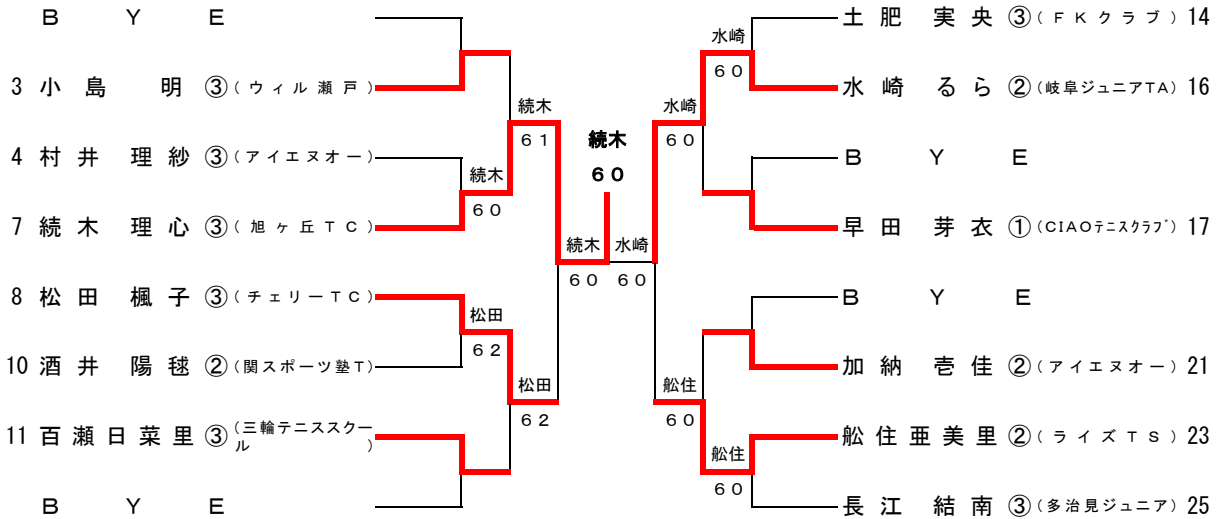 B Y E
3 小島 明 ③ (ウィル瀬戸)
4 村井 理紗 ③ (アイエヌオー)
7 続木 理心 ③ (旭ヶ丘TC)
8 松田 楓子 ③ (チェリーTC)
10 酒井 陽毬 ② (関スポーツ塾T)
11 百瀬日菜里 ③ (三輪テニススクール)
B Y E
続木
60
松田
62
続木
61
松田
62
続木
60
続木
60
水崎
60
水崎
60
舩住
60
水崎
60
舩住
60
土肥 実央 ③ (FKクラブ) 14
水崎 るら ② (岐阜ジュニアTA) 16
B Y E
早田 芽衣 ① (CIAOテニスクラブ) 17
B Y E
加納 壱佳 ② (アイエヌオー) 21
舩住亜美里 ② (ライズTS) 23
長江 結南 ③ (多治見ジュニア) 25